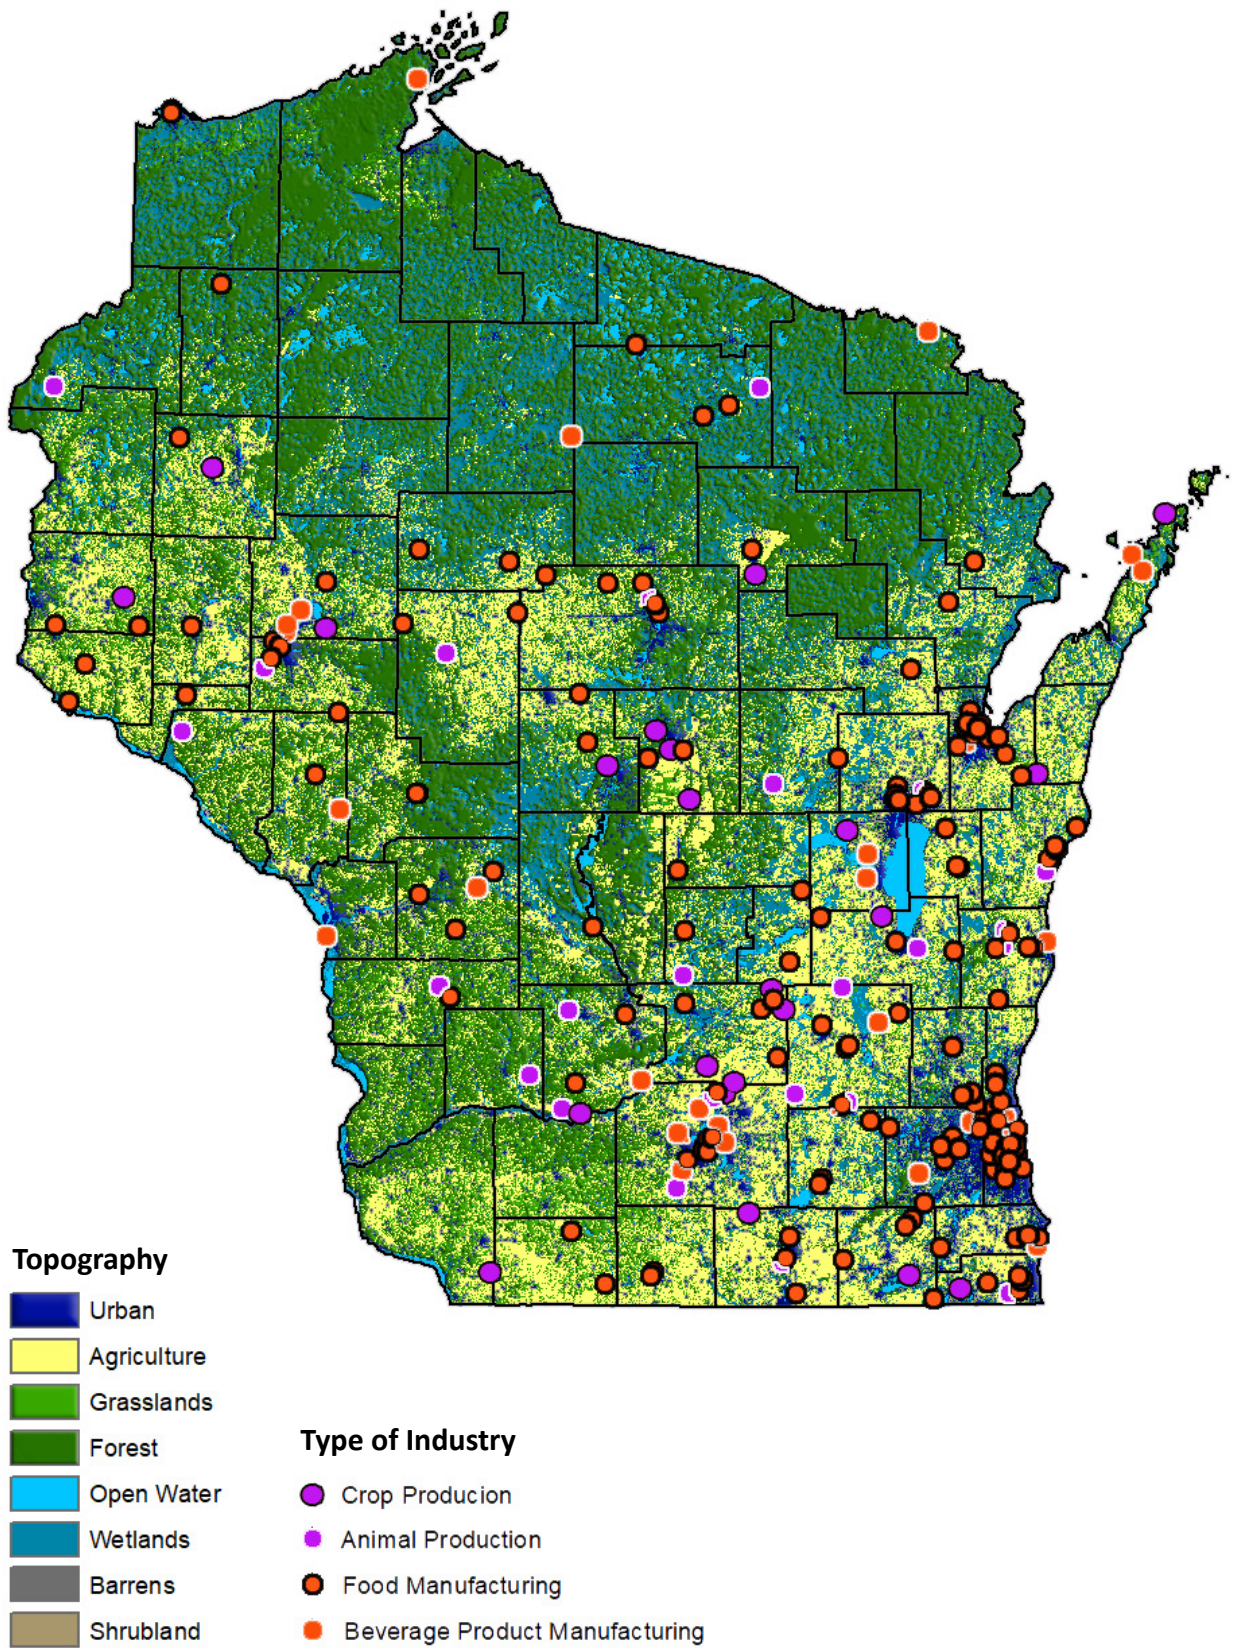 Topography
Urban
Agriculture
Grasslands
Forest
Open Water
Wetlands
Barrens
Shrubland
Type of Industry
Crop Producion
Animal Production
Food Manufacturing
Beverage Product Manufacturing